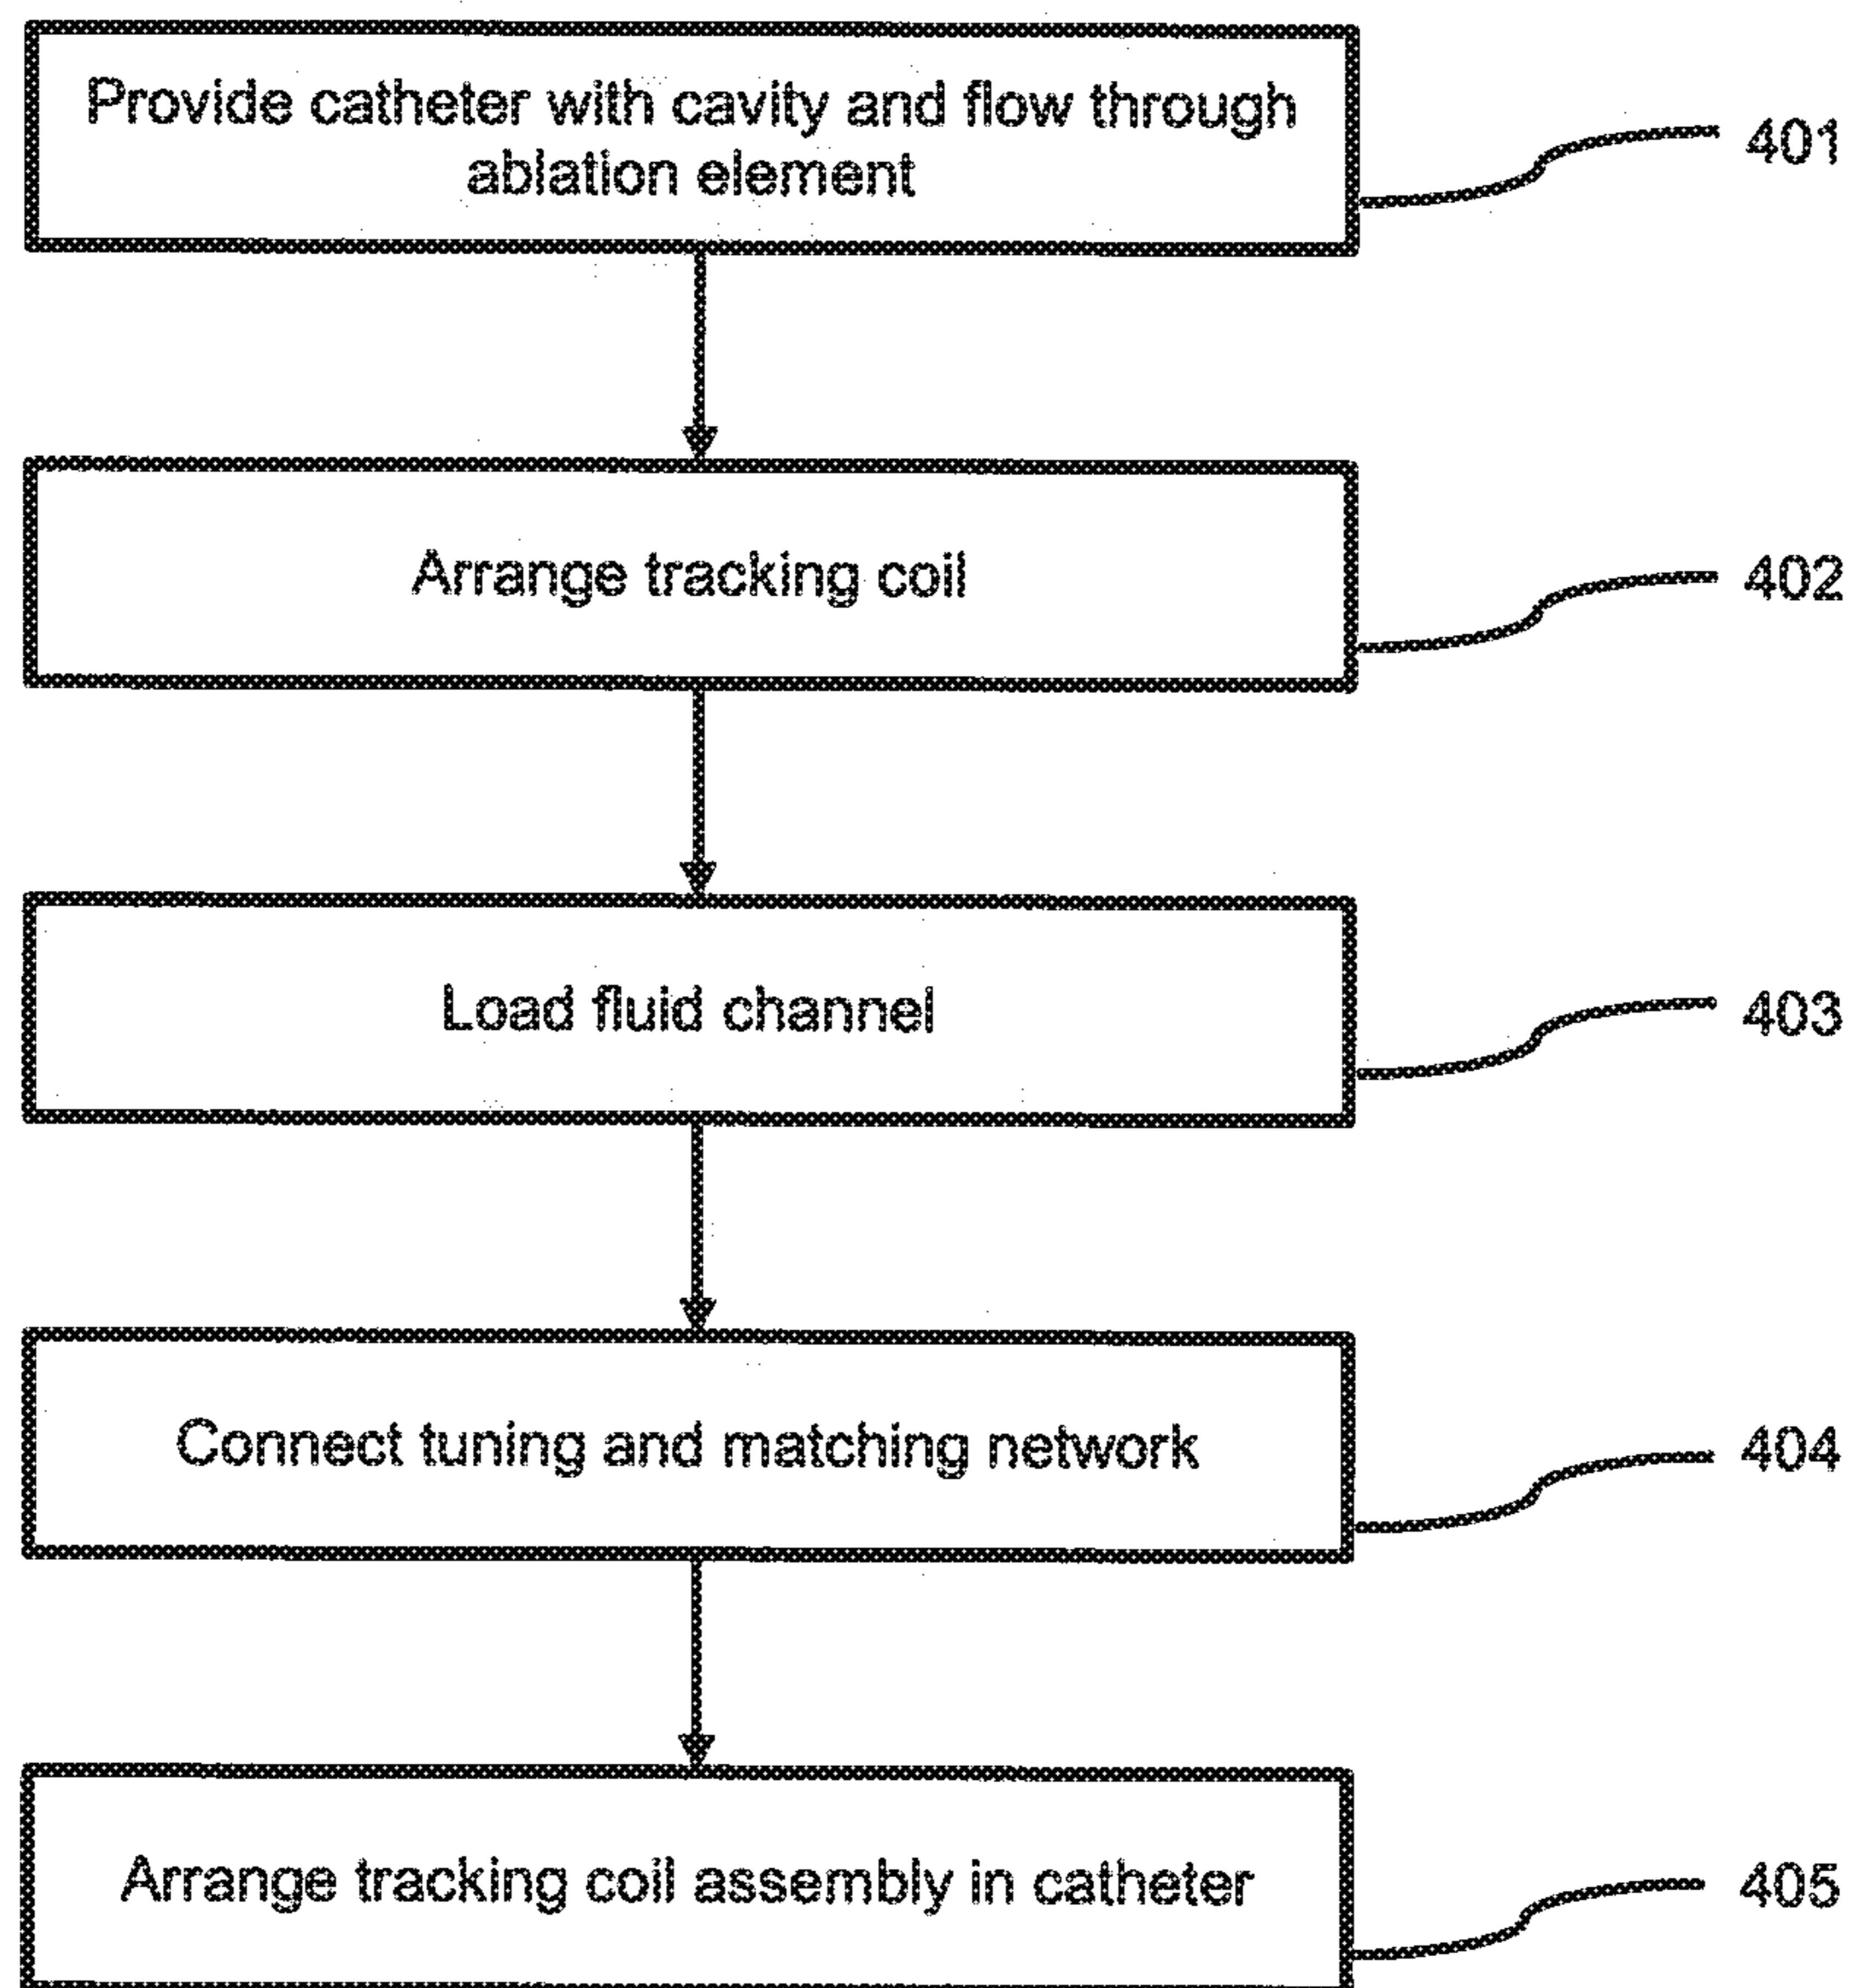 Provide catheter with cavity and flow through
ablation element
401
Arrange tracking coil
402
Load fluid channel
403
Connect tuning and matching network
404
Arrange tracking coil assembly in catheter
405